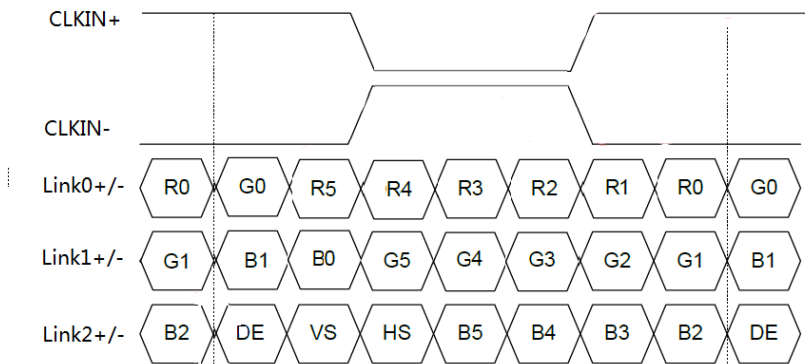 CLKIN+
CLKIN-
Link0+/- R0 G0 R5 R4 R3 R2 R1 R0 G0
Link1+/- G1 B1 B0 G5 G4 G3 G2 G1 B1
Link2+/- B2 DE VS HS B5 B4 B3 B2 DE